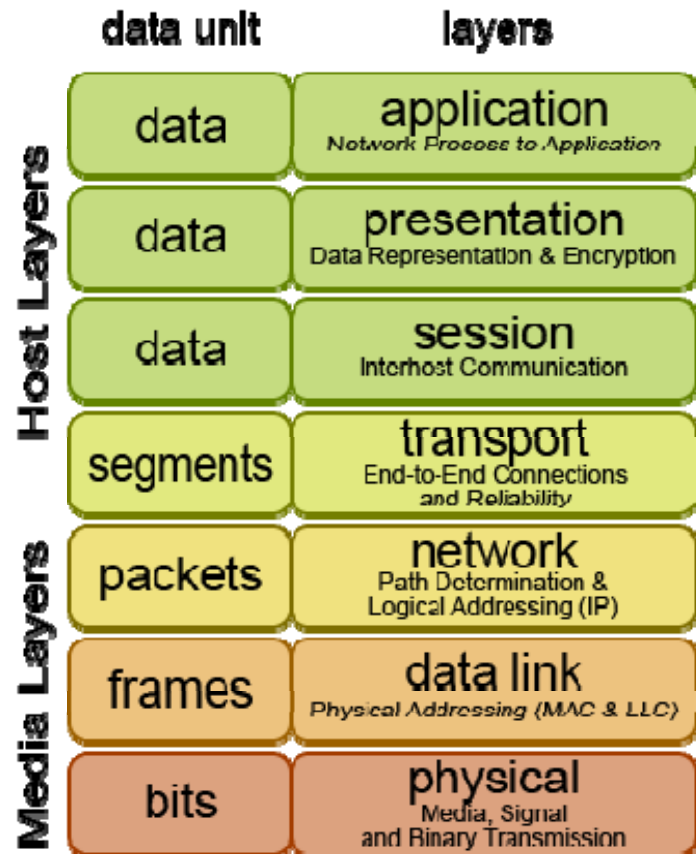 data unit layers
Host Layers
data application
Network Process to Application
data presentation
Data Representation & Encryption
data session
Interhost Communication
segments transport
End-to-End Connections
and Reliability
Media Layers
packets network
Path Determination &
Logical Addressing (IP)
frames data link
Physical Addressing (MAC & LLC)
bits physical
Media, Signal
and Binary Transmission